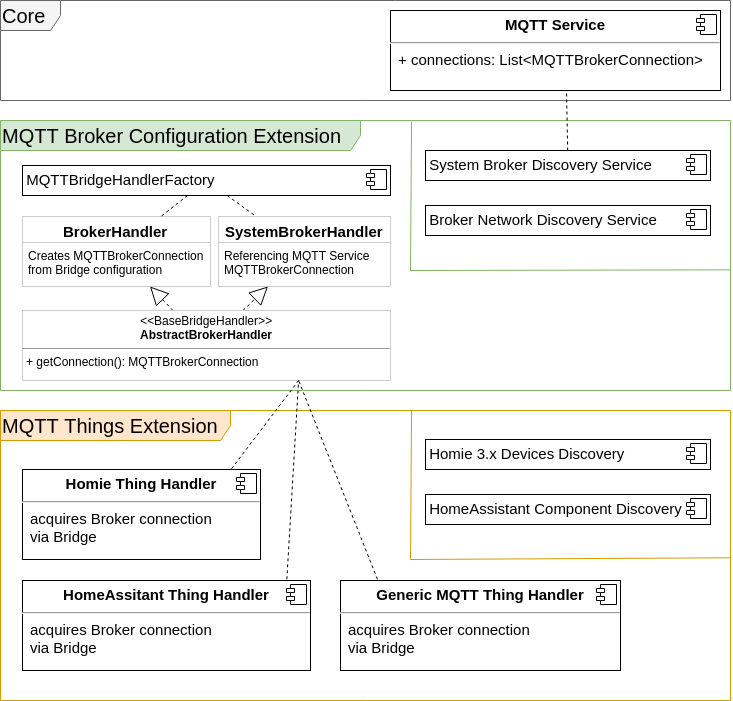 Core
MQTT Service
+ connections: List<MQTTBrokerConnection>
MQTT Broker Configuration Extension
MQTTBridgeHandlerFactory
BrokerHandler
Creates MQTTBrokerConnection
from Bridge configuration
SystemBrokerHandler
Referencing MQTT Service
MQTTBrokerConnection
<<BaseBridgeHandler>>
AbstractBrokerHandler
+ getConnection(): MQTTBrokerConnection
System Broker Discovery Service
Broker Network Discovery Service
MQTT Things Extension
Homie Thing Handler
acquires Broker connection
via Bridge
Homie 3.x Devices Discovery
HomeAssistant Component Discovery
HomeAssitant Thing Handler
acquires Broker connection
via Bridge
Generic MQTT Thing Handler
acquires Broker connection
via Bridge